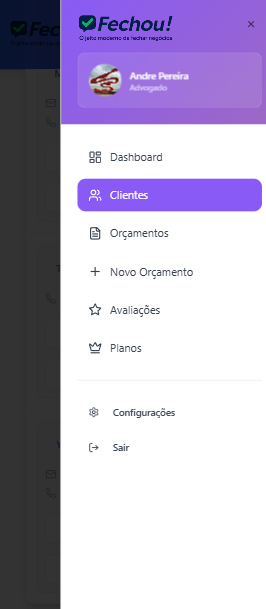 Fechou!
O jeito moderno de fechar negócios
Andre Pereira
Advogado
Dashboard
Clientes
Orçamentos
Novo Orçamento
Avaliações
Planos
Configurações
Sair